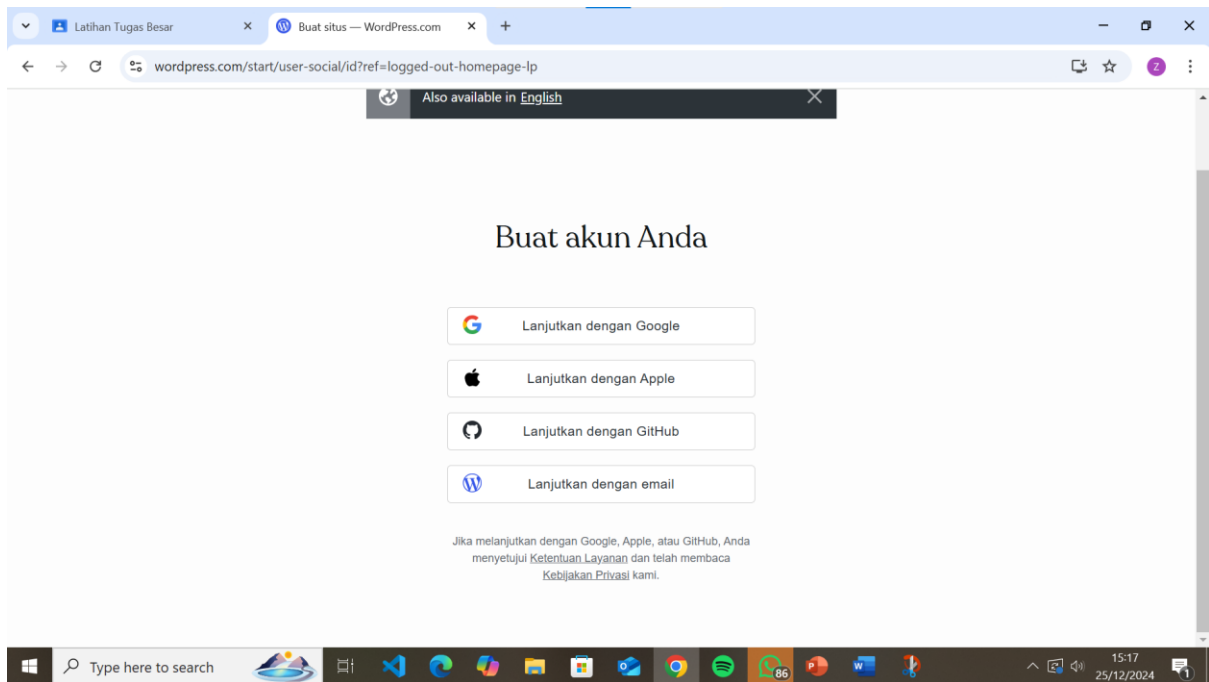 Latihan Tugas Besar
Buat situs — WordPress.com
wordpress.com/start/user-social/id?ref=logged-out-homepage-lp
Z
Also available in English
Buat akun Anda
Lanjutkan dengan Google
Lanjutkan dengan Apple
Lanjutkan dengan GitHub
Lanjutkan dengan email
Jika melanjutkan dengan Google, Apple, atau GitHub, Anda
menyetujui Ketentuan Layanan dan telah membaca
Kebijakan Privasi kami.
Type here to search
86
15:17
25/12/2024
1